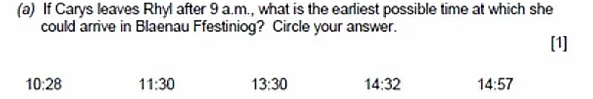 (a) If Carys leaves Rhyl after 9 a.m., what is the earliest possible time at which she
could arrive in Blaenau Ffestiniog? Circle your answer.
[1]
10:28 11:30 13:30 14:32 14:57